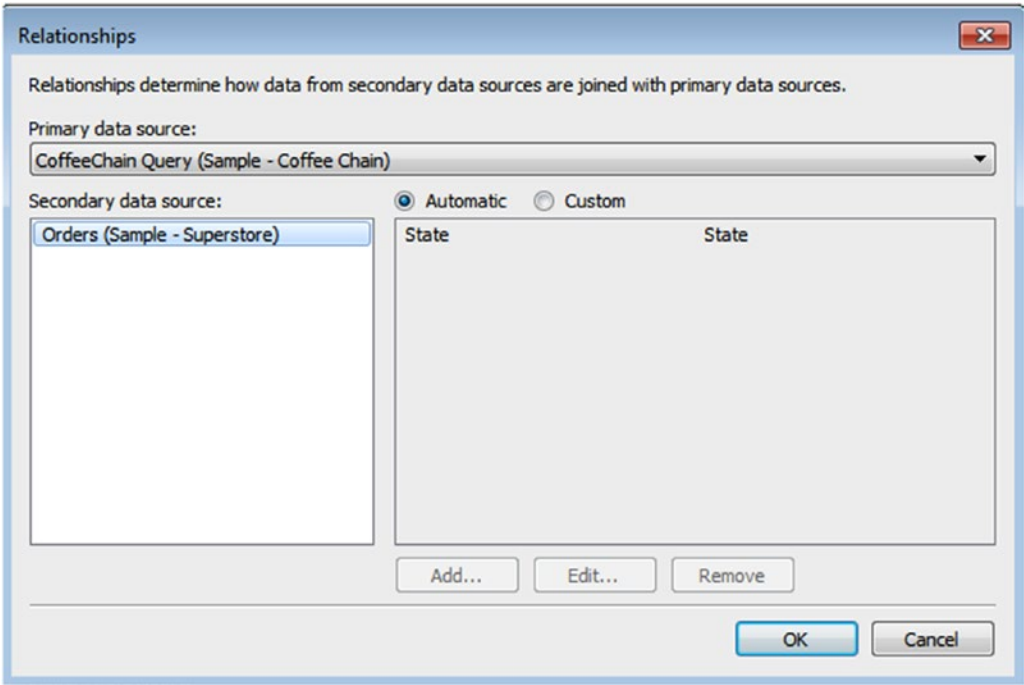 Relationships
Relationships determine how data from secondary data sources are joined with primary data sources.
Primary data source:
CoffeeChain Query (Sample - Coffee Chain)
Secondary data source:
Automatic
Custom
Orders (Sample - Superstore)
State
State
Add...
Edit...
Remove
OK
Cancel